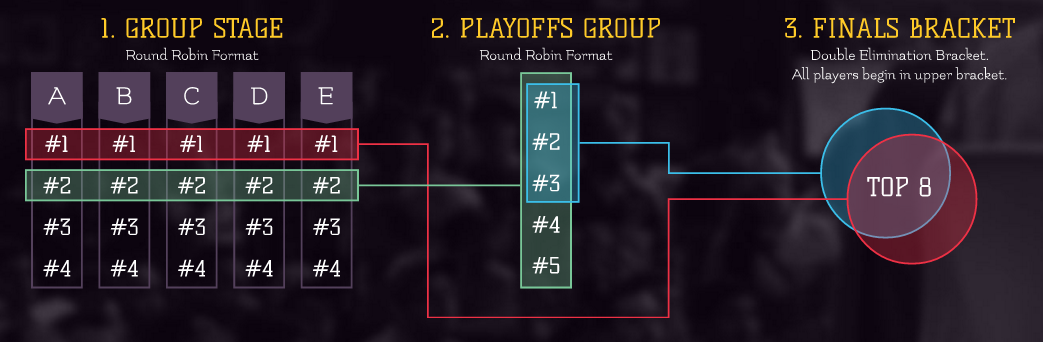 1. GROUP STAGE
Round Robin Format
A B C D E
#1 #1 #1 #1 #1
#2 #2 #2 #2 #2
#3 #3 #3 #3 #3
#4 #4 #4 #4 #4
2. PLAYOFFS GROUP
Round Robin Format
#1
#2
#3
#4
#5
3. FINALS BRACKET
Double Elimination Bracket.
All players begin in upper bracket.
TOP 8